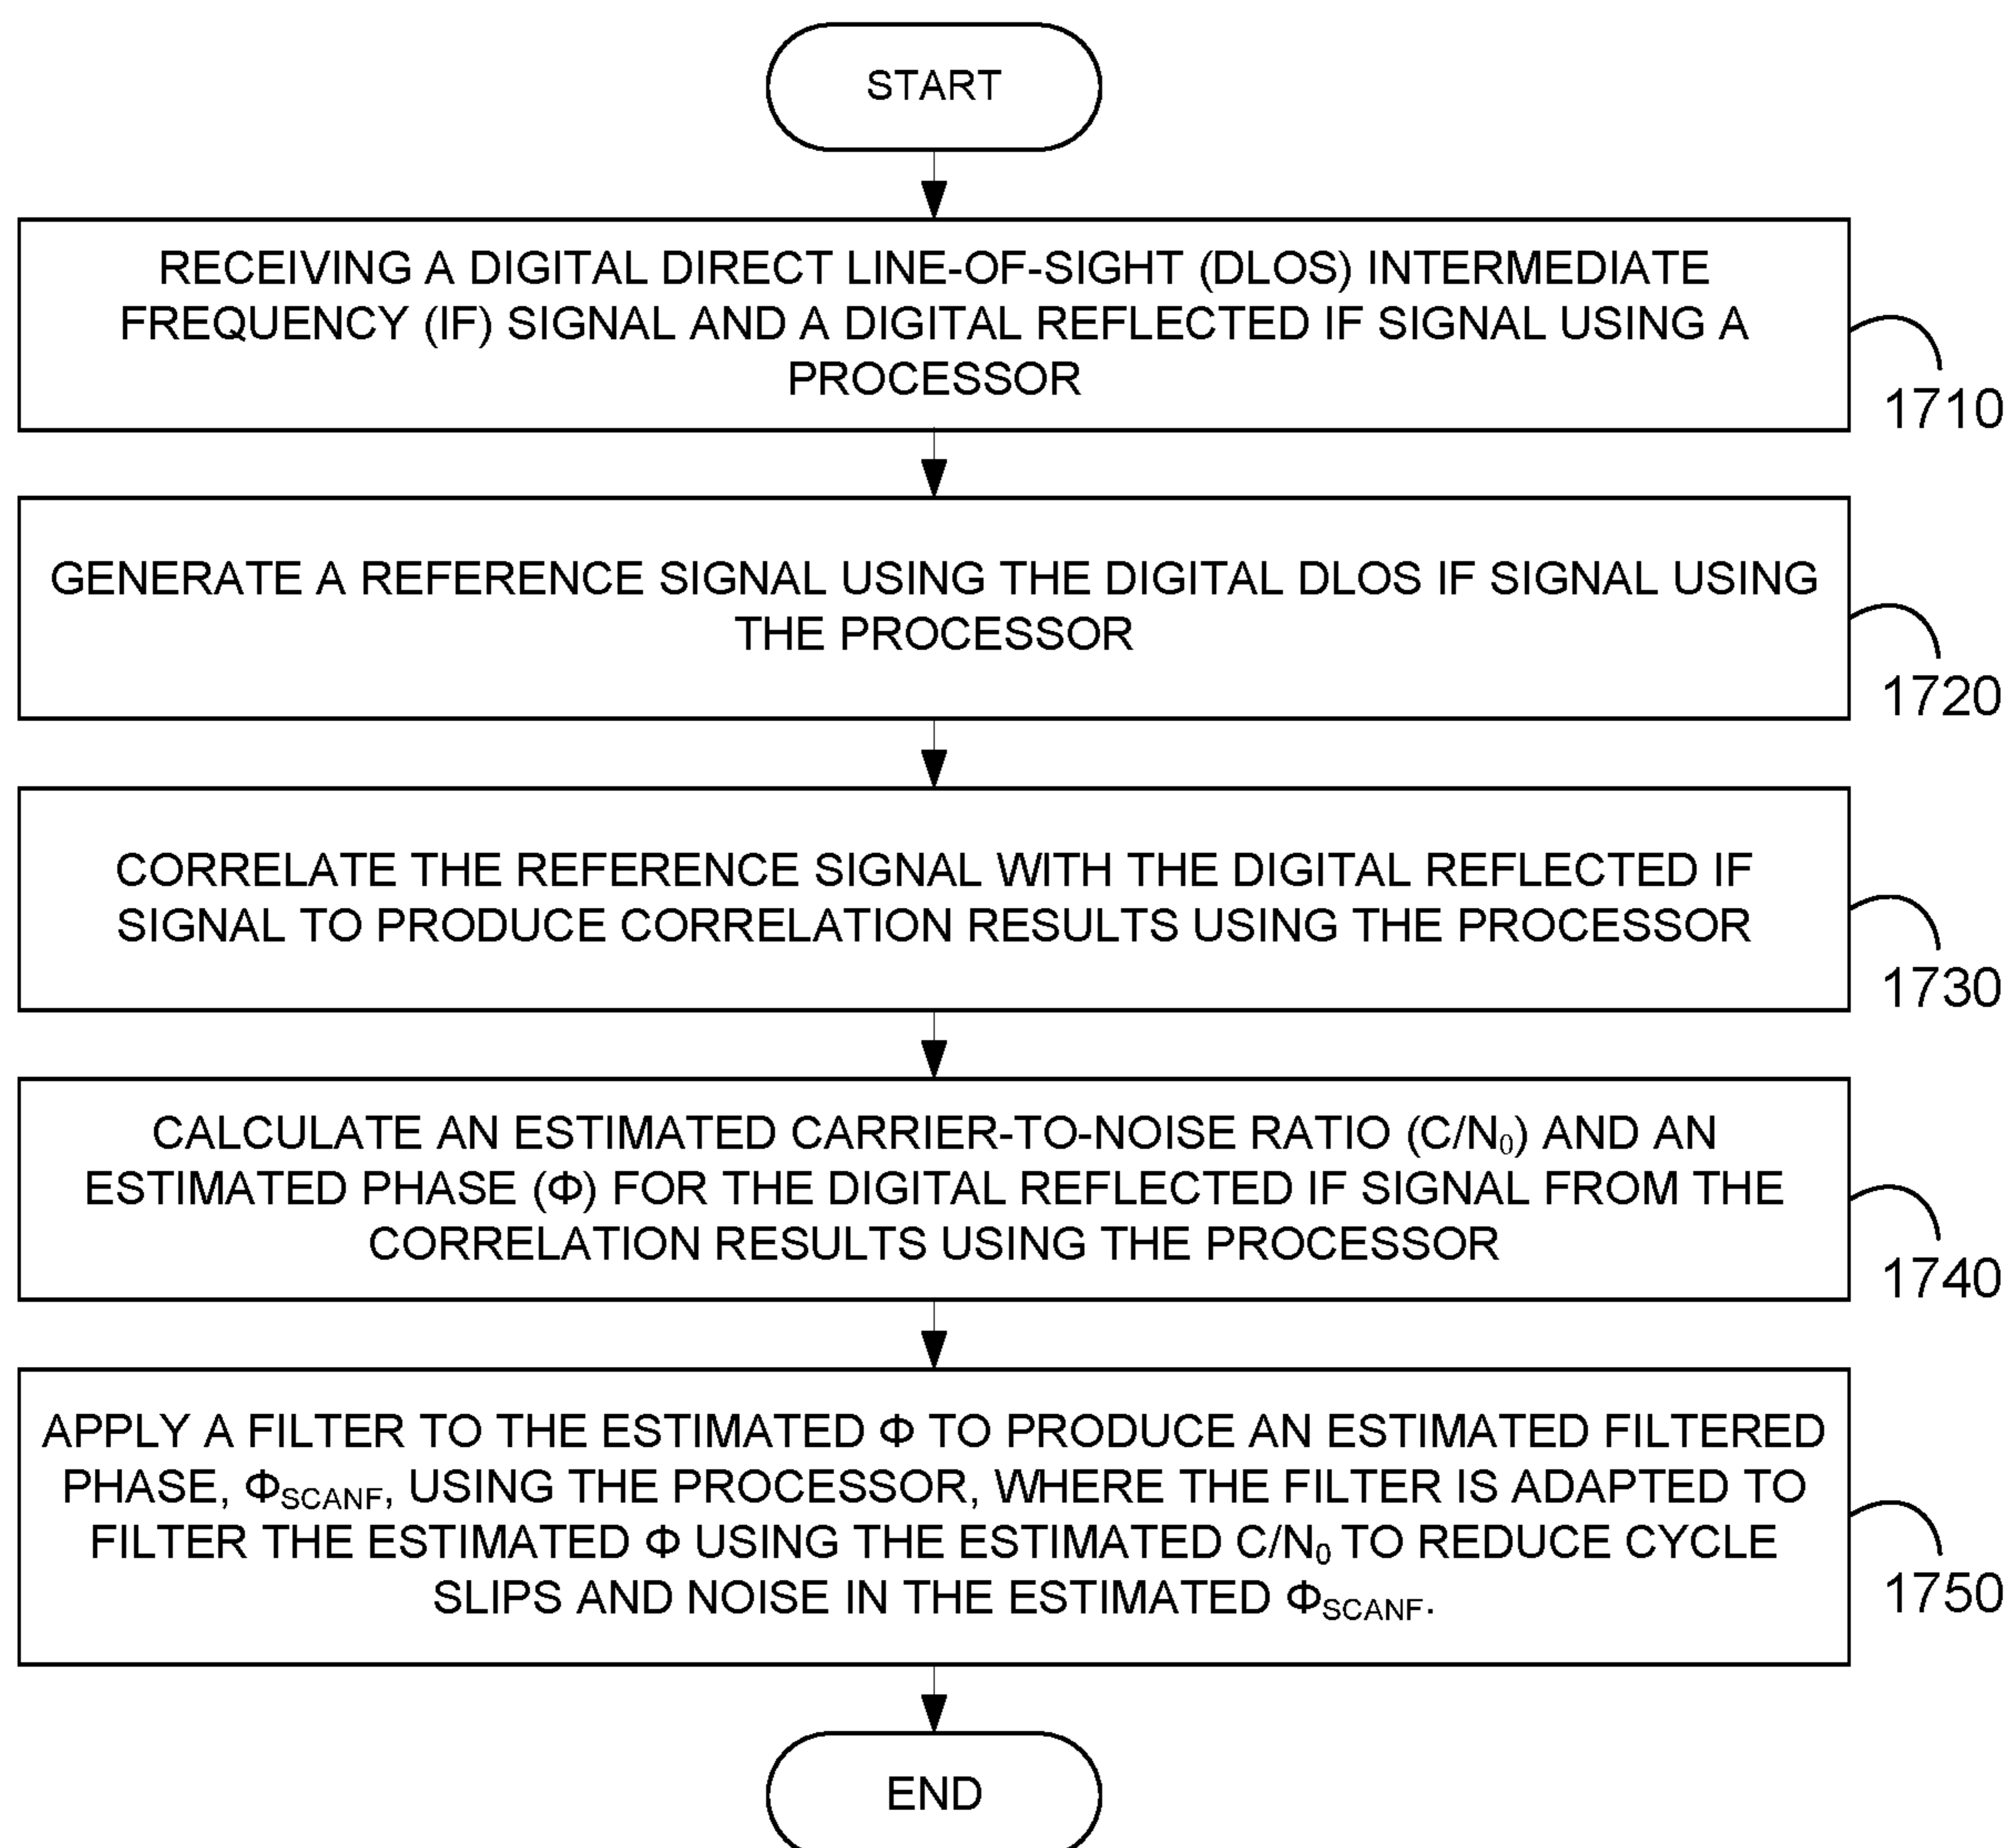 START
RECEIVING A DIGITAL DIRECT LINE-OF-SIGHT (DLOS) INTERMEDIATE
FREQUENCY (IF) SIGNAL AND A DIGITAL REFLECTED IF SIGNAL USING A
PROCESSOR
1710
GENERATE A REFERENCE SIGNAL USING THE DIGITAL DLOS IF SIGNAL USING
THE PROCESSOR
1720
CORRELATE THE REFERENCE SIGNAL WITH THE DIGITAL REFLECTED IF
SIGNAL TO PRODUCE CORRELATION RESULTS USING THE PROCESSOR
1730
CALCULATE AN ESTIMATED CARRIER-TO-NOISE RATIO (C/N₀) AND AN
ESTIMATED PHASE (Φ) FOR THE DIGITAL REFLECTED IF SIGNAL FROM THE
CORRELATION RESULTS USING THE PROCESSOR
1740
APPLY A FILTER TO THE ESTIMATED Φ TO PRODUCE AN ESTIMATED FILTERED
PHASE, Φ_SCANF, USING THE PROCESSOR, WHERE THE FILTER IS ADAPTED TO
FILTER THE ESTIMATED Φ USING THE ESTIMATED C/N₀ TO REDUCE CYCLE
SLIPS AND NOISE IN THE ESTIMATED Φ_SCANF.
1750
END